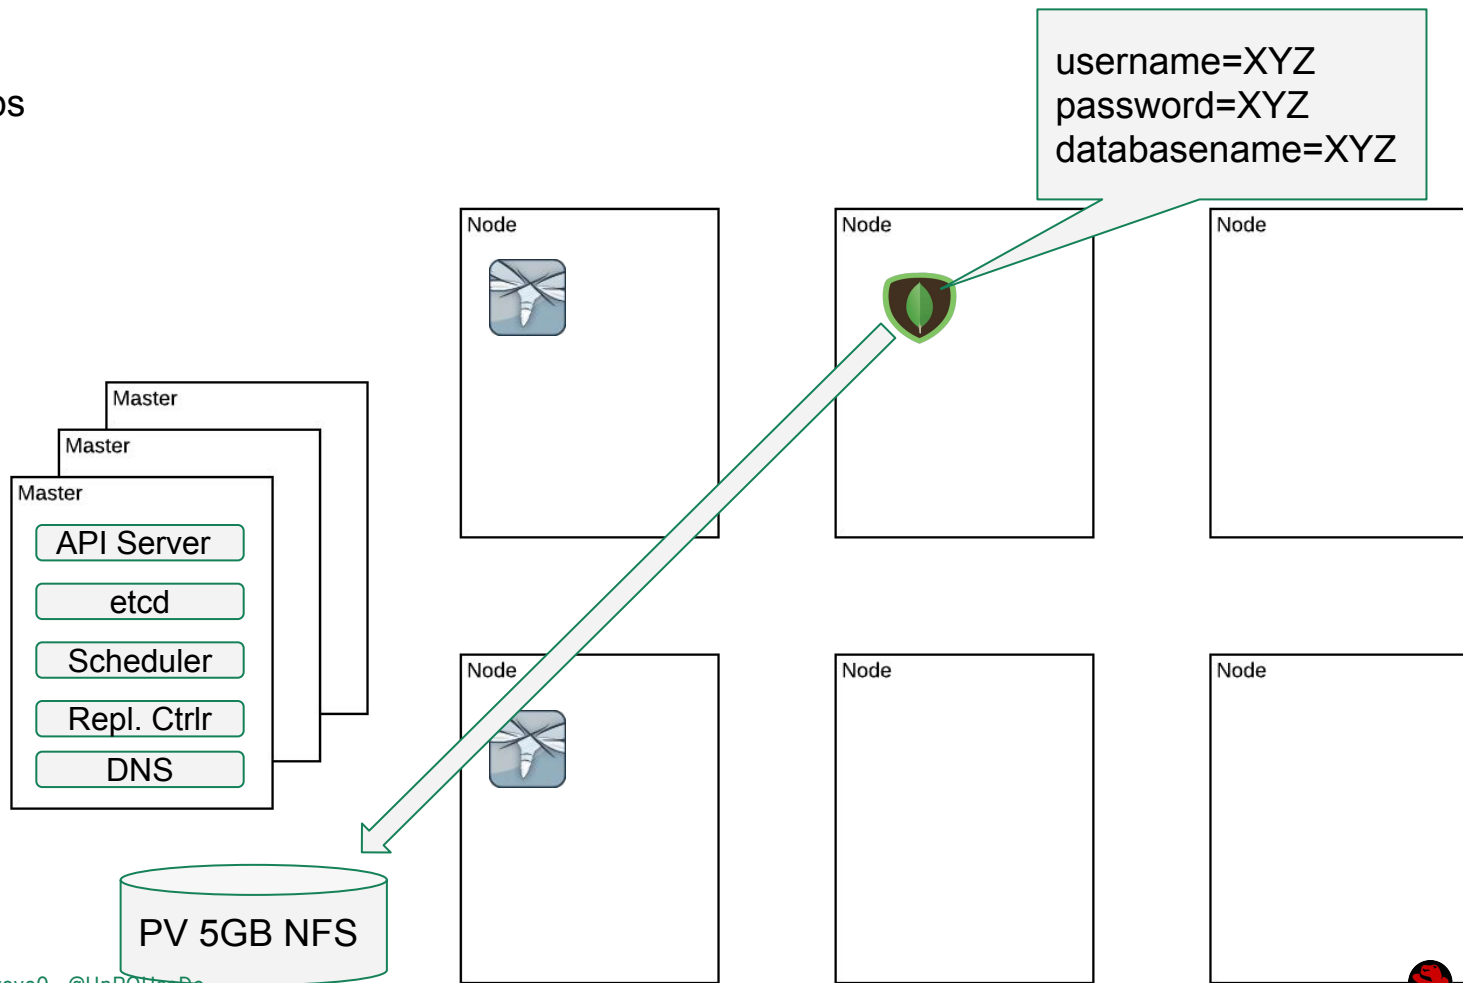 username=XYZ
password=XYZ
databasename=XYZ
Node
Node
Node
Master
Master
Master
API Server
etcd
Scheduler
Repl. Ctrlr
DNS
Node
Node
Node
PV 5GB NFS